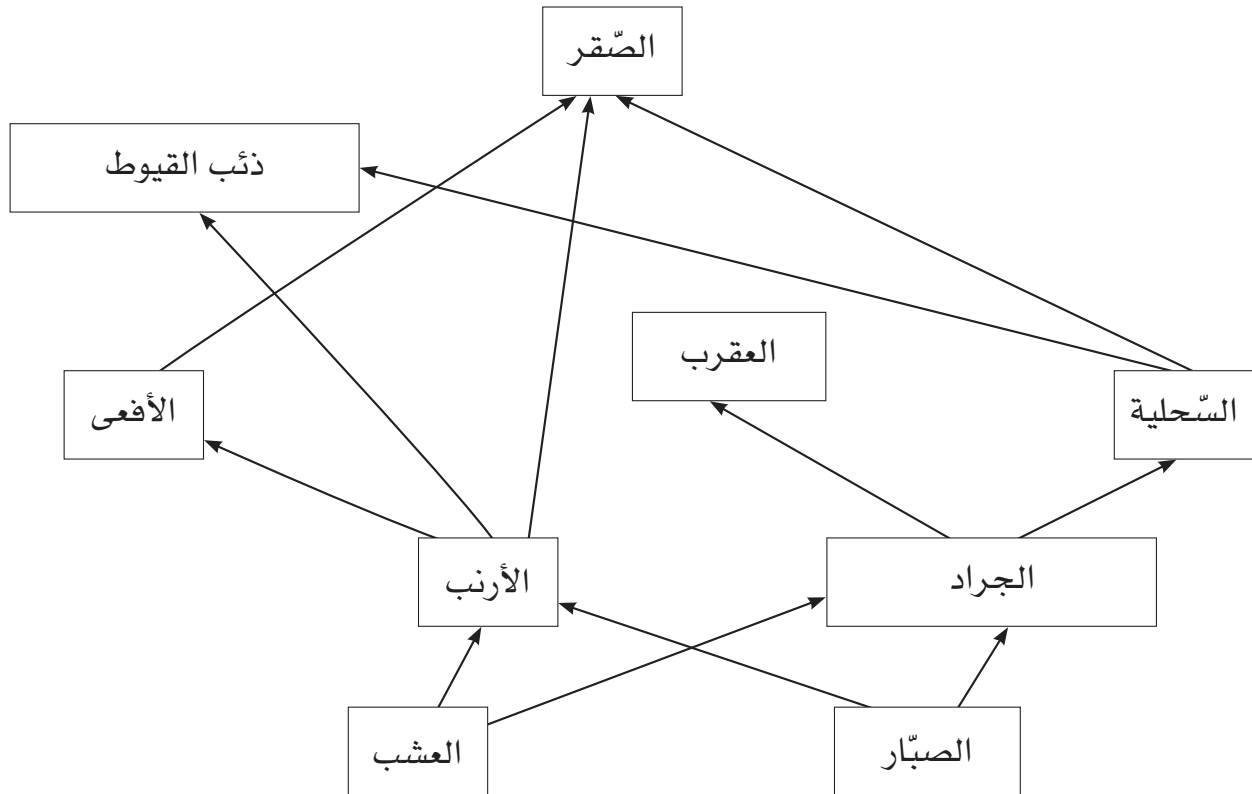 الصّقر
ذئب القيوط
العقرب
السّحلية
الأفعى
الجراد
الأرنب
الصبّار
العشب